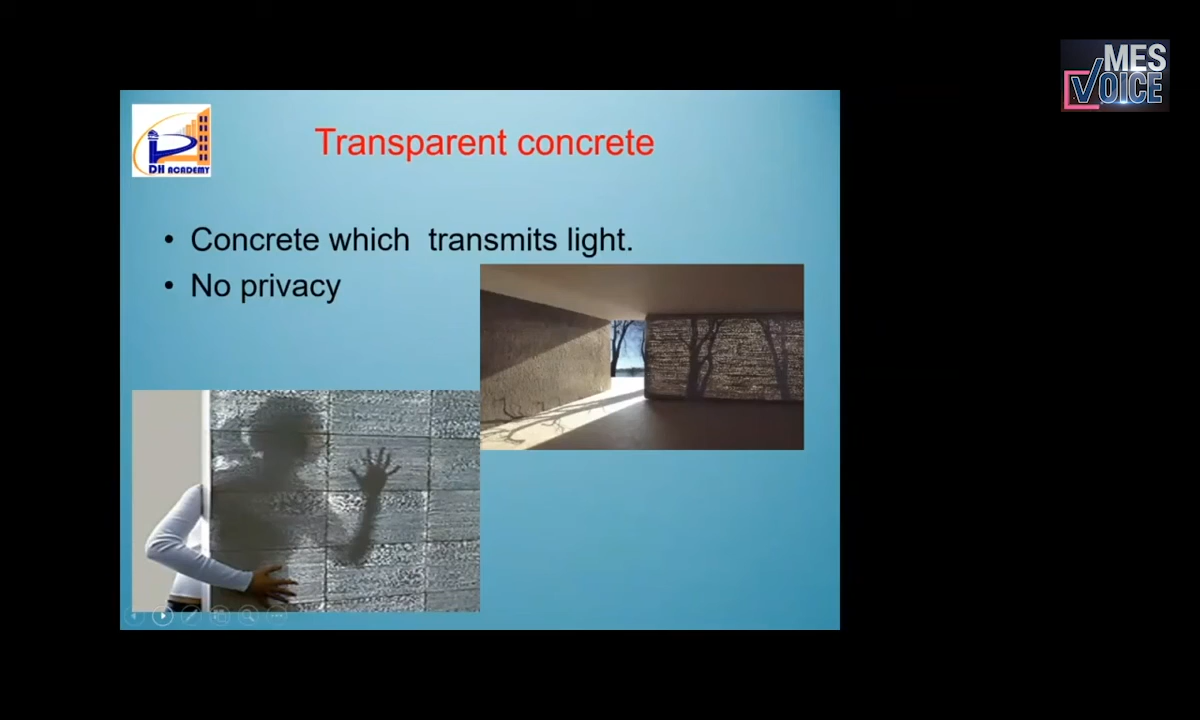 MES
VOICE
DH ACADEMY
Transparent concrete
• Concrete which  transmits light.
• No privacy